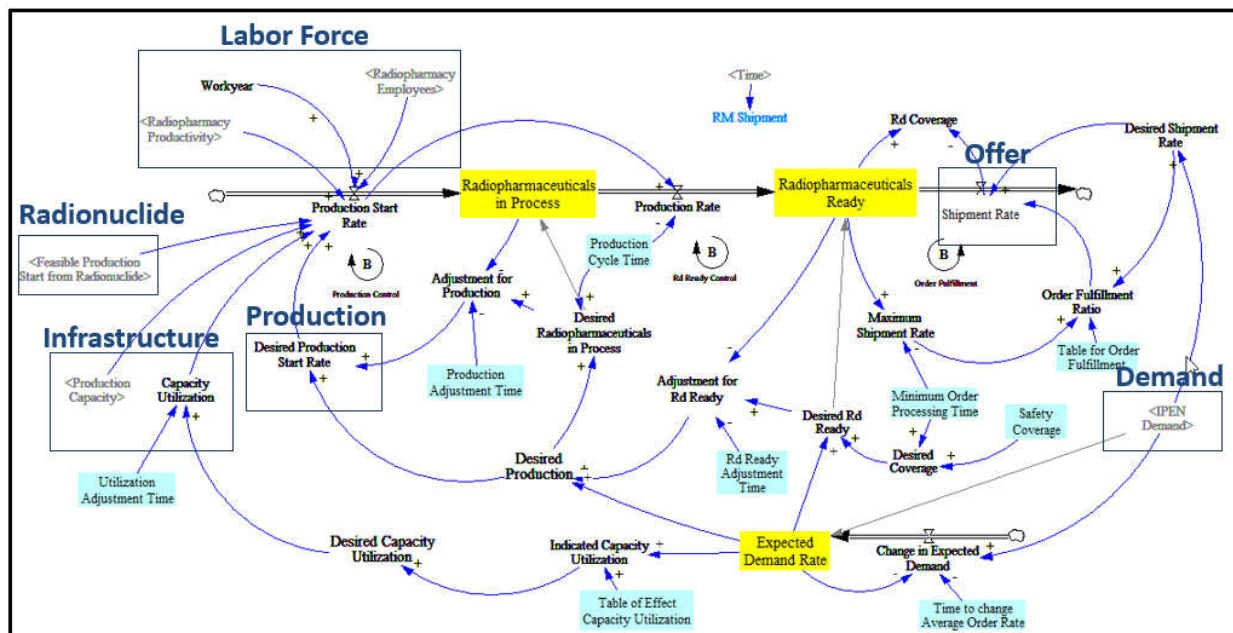 Labor Force
Workyear
<Radiopharmacy
Employees>
<Radiopharmacy
Productivity>
+
+
+
<Time>
RM Shipment
Rd Coverage
+
-
Desired Shipment
Rate
Offer
+
+
Radiopharmaceuticals
in Process
+
Production Rate
-
Radiopharmaceuticals
Ready
Shipment Rate
Production Start
Rate
+
+
+
+
Radionuclide
<Feasible Production
Start from Radionuclide>
B
Production Control
Production
Cycle Time
B
Rd Ready Control
B
Order Fulfillment
Adjustment for
Production
-
+
-
+
Desired
Radiopharmaceuticals
in Process
+
Maximum
Shipment Rate
+
-
Order Fulfillment
Ratio
+
+
Table for Order
Fulfillment
Infrastructure
<Production
Capacity>
Capacity
Utilization
+
Production
Desired Production
Start Rate
+
+
Production
Adjustment Time
Adjustment for
Rd Ready
-
+
-
Desired Rd
Ready
+
+
Minimum Order
Processing Time
+
Safety
Coverage
Desired
Coverage
+
Demand
<IPEN
Demand>
Utilization
Adjustment Time
Desired
Production
+
+
Rd Ready
Adjustment
Time
Desired Capacity
Utilization
+
Indicated Capacity
Utilization
+
+
Expected
Demand Rate
Change in Expected
Demand
+
-
-
Table of Effect
Capacity Utilization
Time to change
Average Order Rate